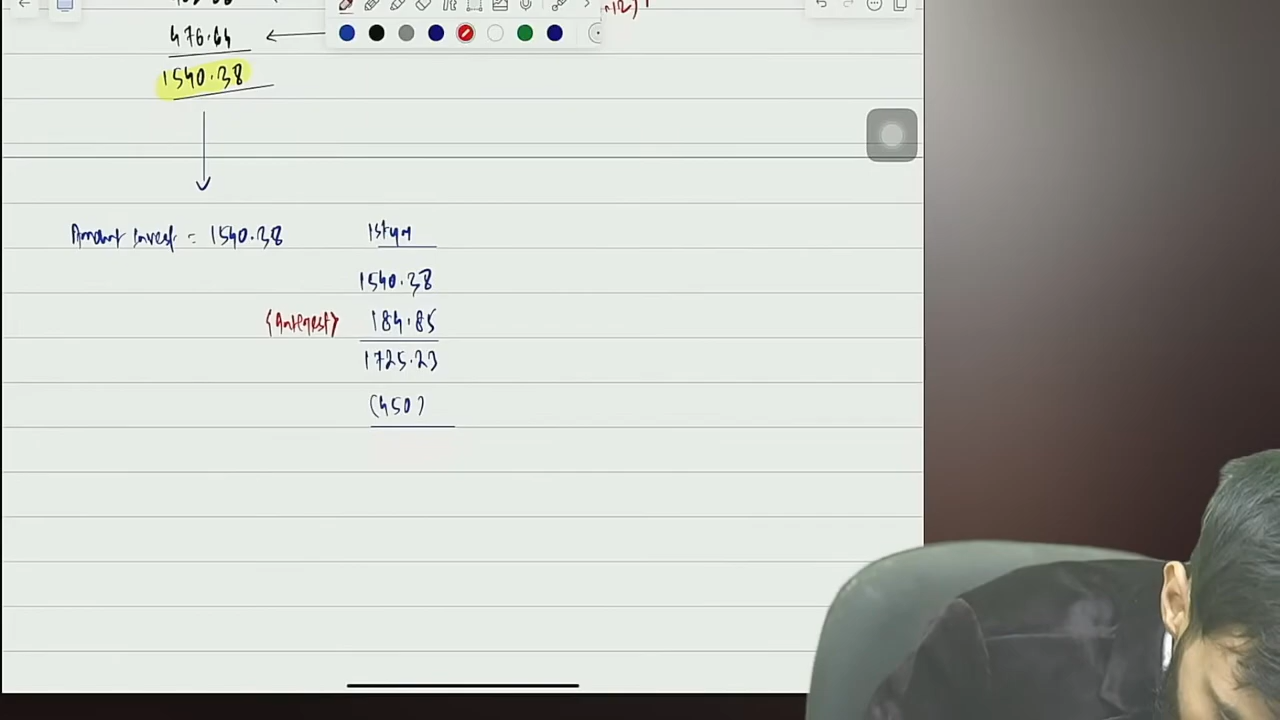 476.64
1540.38
Amount Invest = 1540.38
1st yr
1540.38
{Interest} 184.85
1725.23
(450)